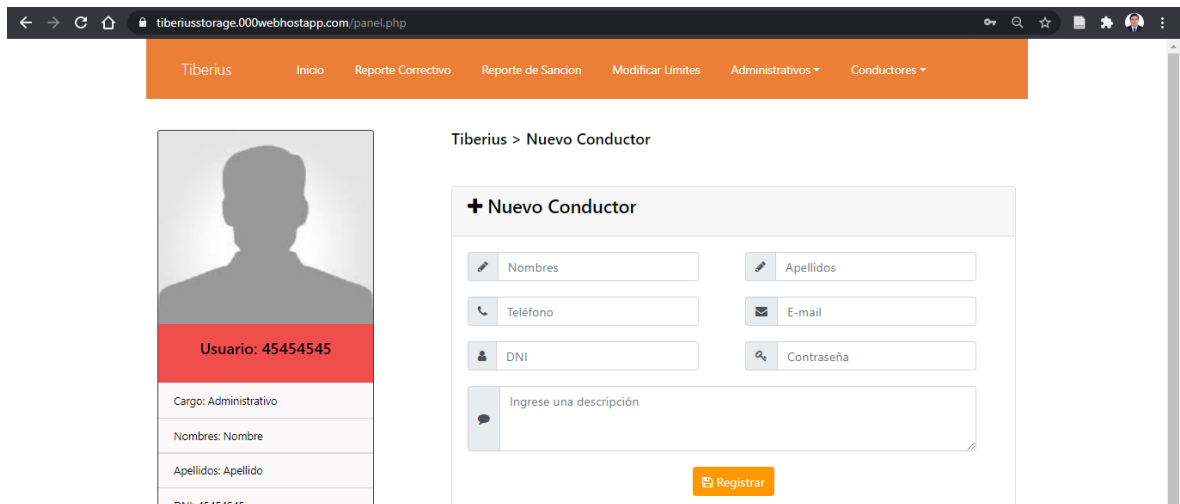 tiberiusstorage.000webhostapp.com/panel.php
Tiberius Inicio Reporte Correctivo Reporte de Sancion Modificar Límites Administrativos Conductores
Tiberius > Nuevo Conductor
Nuevo Conductor
Nombres Apellidos
Teléfono E-mail
DNI Contraseña
Ingrese una descripción
Registrar
Usuario: 45454545
Cargo: Administrativo
Nombres: Nombre
Apellidos: Apellido
DNI: 45454545